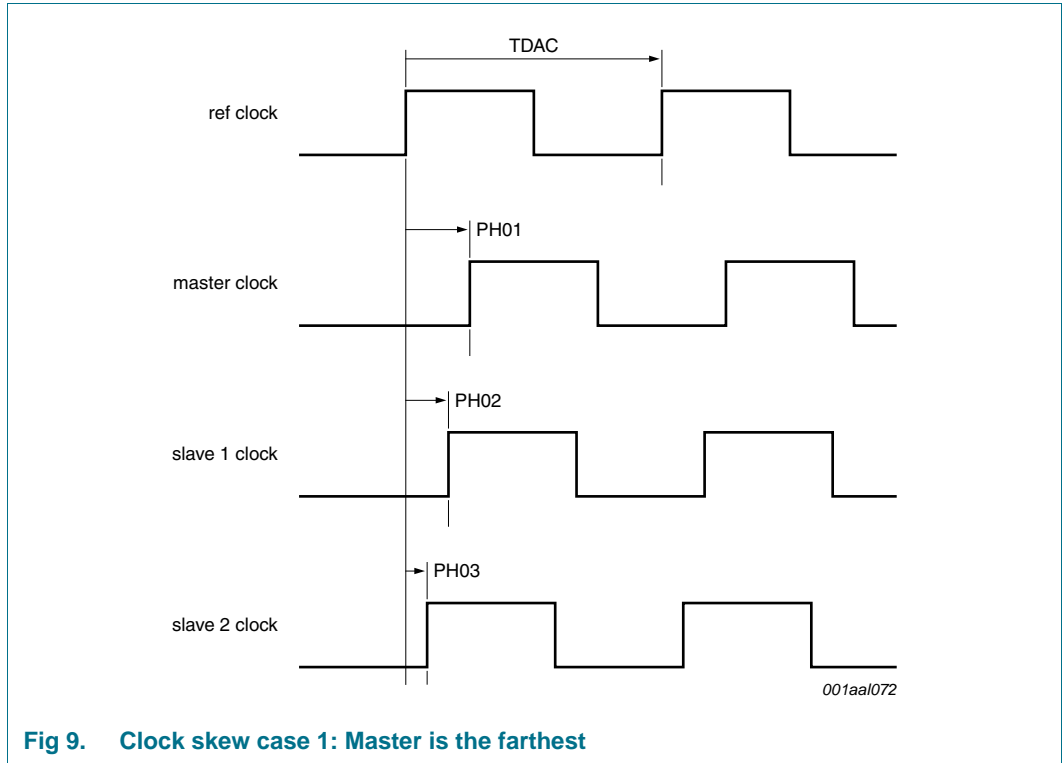 TDAC
ref clock
PH01
master clock
PH02
slave 1 clock
PH03
slave 2 clock
001aal072
Fig 9. Clock skew case 1: Master is the farthest